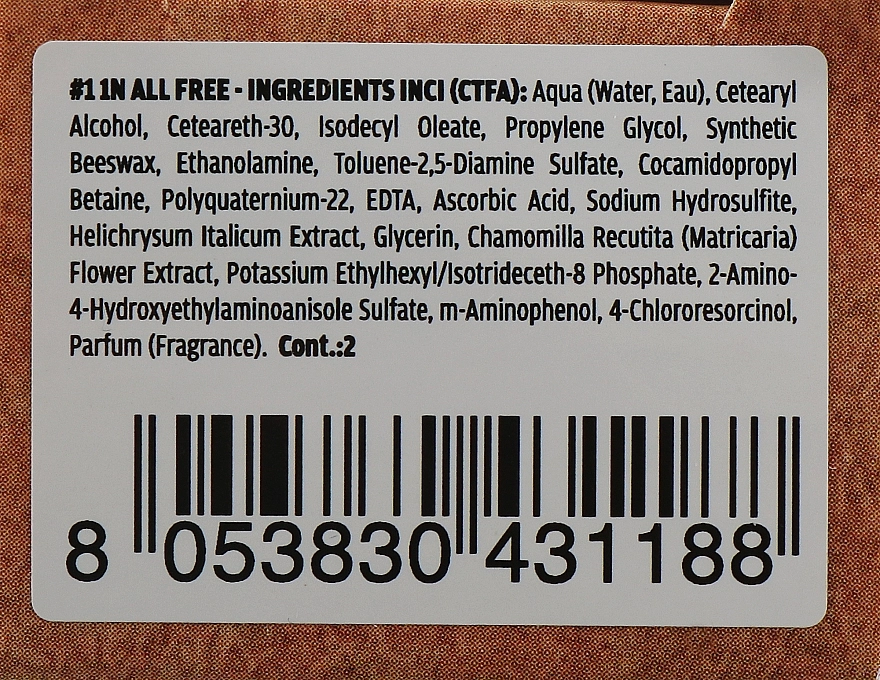 #1 1N ALL FREE - INGREDIENTS INCI (CTFA): Aqua (Water, Eau), Cetearyl
Alcohol, Ceteareth-30, Isodecyl Oleate, Propylene Glycol, Synthetic
Beeswax, Ethanolamine, Toluene-2,5-Diamine Sulfate, Cocamidopropyl
Betaine, Polyquaternium-22, EDTA, Ascorbic Acid, Sodium Hydrosulfite,
Helichrysum Italicum Extract, Glycerin, Chamomilla Recutita (Matricaria)
Flower Extract, Potassium Ethylhexyl/Isotrideceth-8 Phosphate, 2-Amino-
4-Hydroxyethylaminoanisole Sulfate, m-Aminophenol, 4-Chlororesorcinol,
Parfum (Fragrance). Cont.:2
8 053830 431188